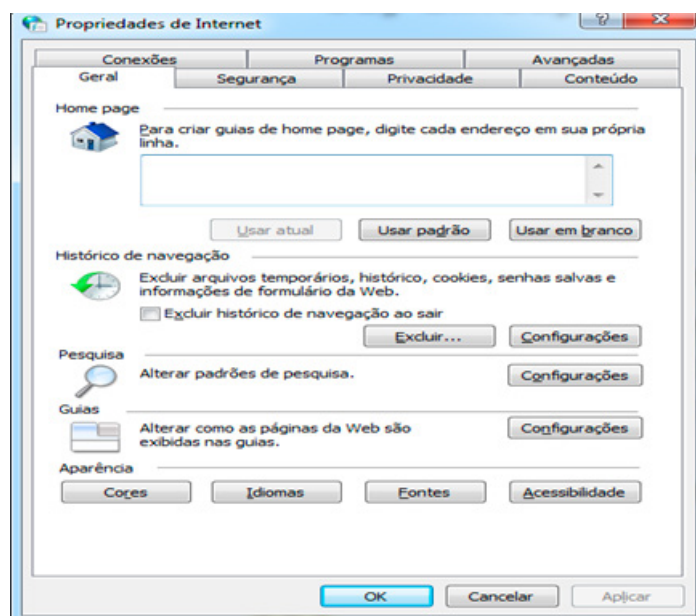 Propriedades de Internet
Conexões Programas Avançadas
Geral Segurança Privacidade Conteúdo
Home page
Para criar guias de home page, digite cada endereço em sua própria
linha.
Usar atual Usar padrão Usar em branco
Histórico de navegação
Excluir arquivos temporários, histórico, cookies, senhas salvas e
informações de formulário da Web.
Excluir histórico de navegação ao sair
Excluir... Configurações
Pesquisa
Alterar padrões de pesquisa. Configurações
Guias
Alterar como as páginas da Web são Configurações
exibidas nas guias.
Aparência
Cores Idiomas Fontes Acessibilidade
OK Cancelar Aplicar